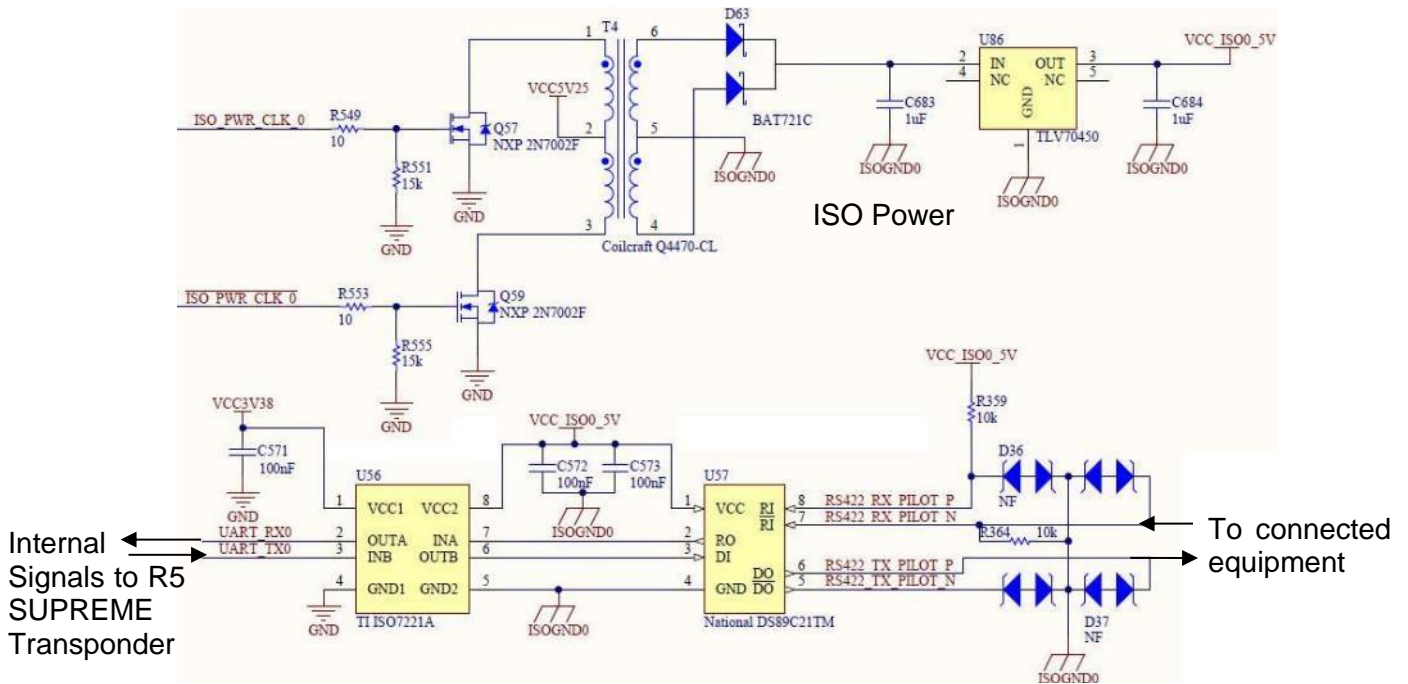 T4
D63
1
6
U86
VCC_ISO0_5V
2 IN OUT 3
4 NC NC 5
GND
1
TLV70450
VCC5V25
C683
1uF
C684
1uF
BAT721C
ISO_PWR_CLK_0
R549
10
Q57
NXP 2N7002F
2
5
R551
15k
ISOGND0
ISOGND0
ISOGND0
ISOGND0
ISO Power
GND
GND
3
4
Coilcraft Q4470-CL
ISO_PWR_CLK_0
R553
10
Q59
NXP 2N7002F
R555
15k
GND
GND
VCC_ISO0_5V
R359
10k
VCC3V38
VCC_ISO0_5V
C571
100nF
GND
C572
100nF
C573
100nF
ISOGND0
U56
1 VCC1 VCC2 8
2 OUTA INA 7
3 INB OUTB 6
4 GND1 GND2 5
TI ISO7221A
GND
UART_RX0
UART_TX0
Internal
Signals to R5
SUPREME
Transponder
ISOGND0
U57
1 VCC RI 8
RI 7
2 RO
3 DI DO 6
4 GND DO 5
National DS89C21TM
RS422_RX_PILOT_P
RS422_RX_PILOT_N
RS422_TX_PILOT_P
RS422_TX_PILOT_N
D36
NF
R364 10k
D37
NF
ISOGND0
To connected
equipment